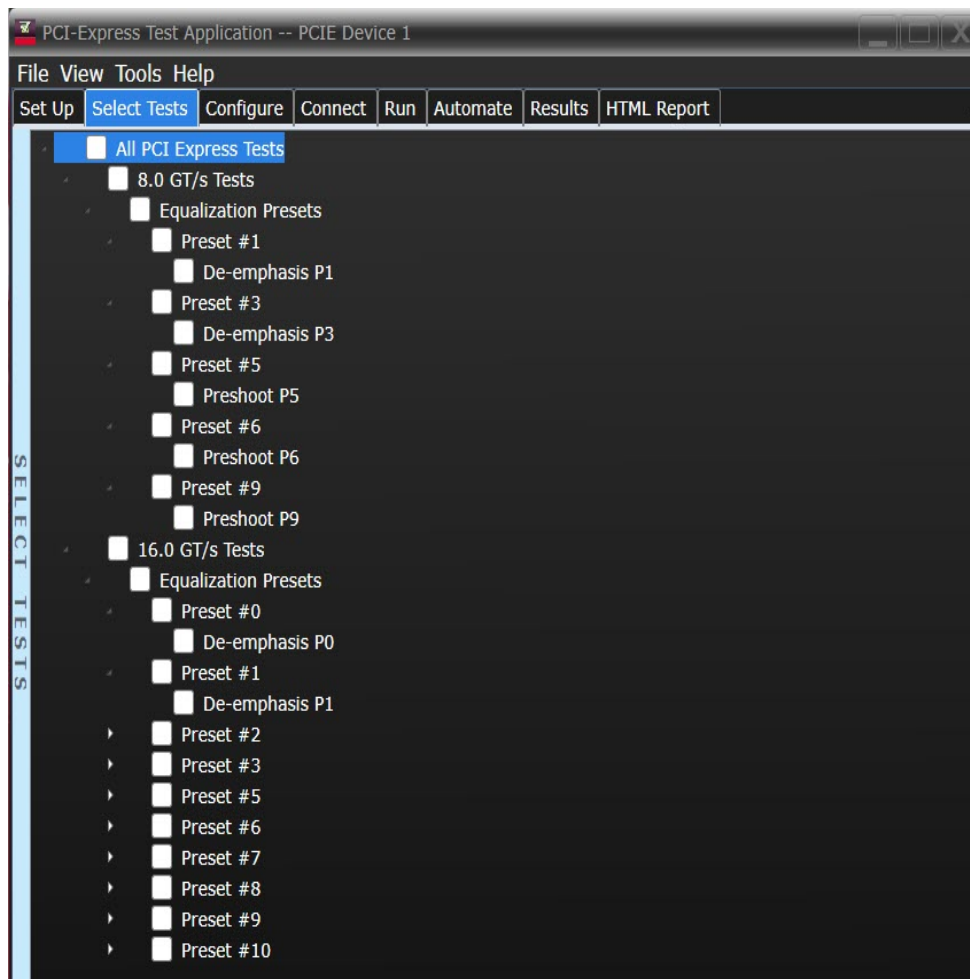 PCI-Express Test Application -- PCIE Device 1
File View Tools Help
Set Up Select Tests Configure Connect Run Automate Results HTML Report
All PCI Express Tests
8.0 GT/s Tests
Equalization Presets
Preset #1
De-emphasis P1
Preset #3
De-emphasis P3
Preset #5
Preshoot P5
Preset #6
Preshoot P6
Preset #9
Preshoot P9
16.0 GT/s Tests
Equalization Presets
Preset #0
De-emphasis P0
Preset #1
De-emphasis P1
Preset #2
Preset #3
Preset #5
Preset #6
Preset #7
Preset #8
Preset #9
Preset #10
SELECT TESTS